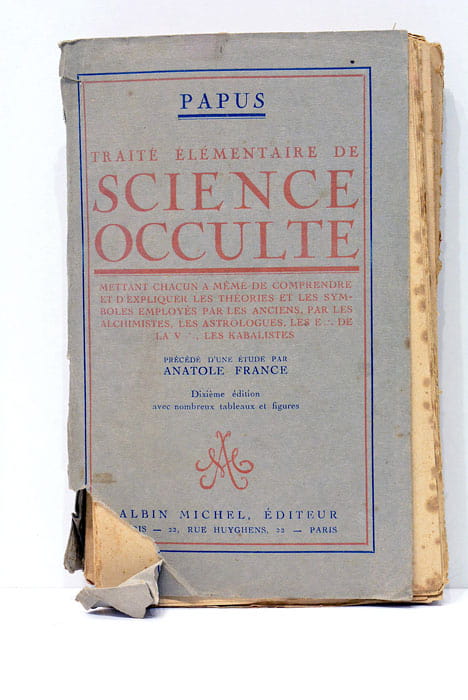 PAPUS
TRAITÉ ÉLÉMENTAIRE DE
SCIENCE
OCCULTE
METTANT CHACUN A MÊME DE COMPRENDRE
ET D'EXPLIQUER LES THÉORIES ET LES SYM-
BOLES EMPLOYÉS PAR LES ANCIENS, PAR LES
ALCHIMISTES, LES ASTROLOGUES, LES E∴ DE
LA V∴, LES KABALISTES
PRÉCÉDÉ D'UNE ÉTUDE PAR
ANATOLE FRANCE
Dixième édition
avec nombreux tableaux et figures
AM
ALBIN MICHEL, ÉDITEUR
IS — 22, RUE HUYGHENS, 22 — PARIS